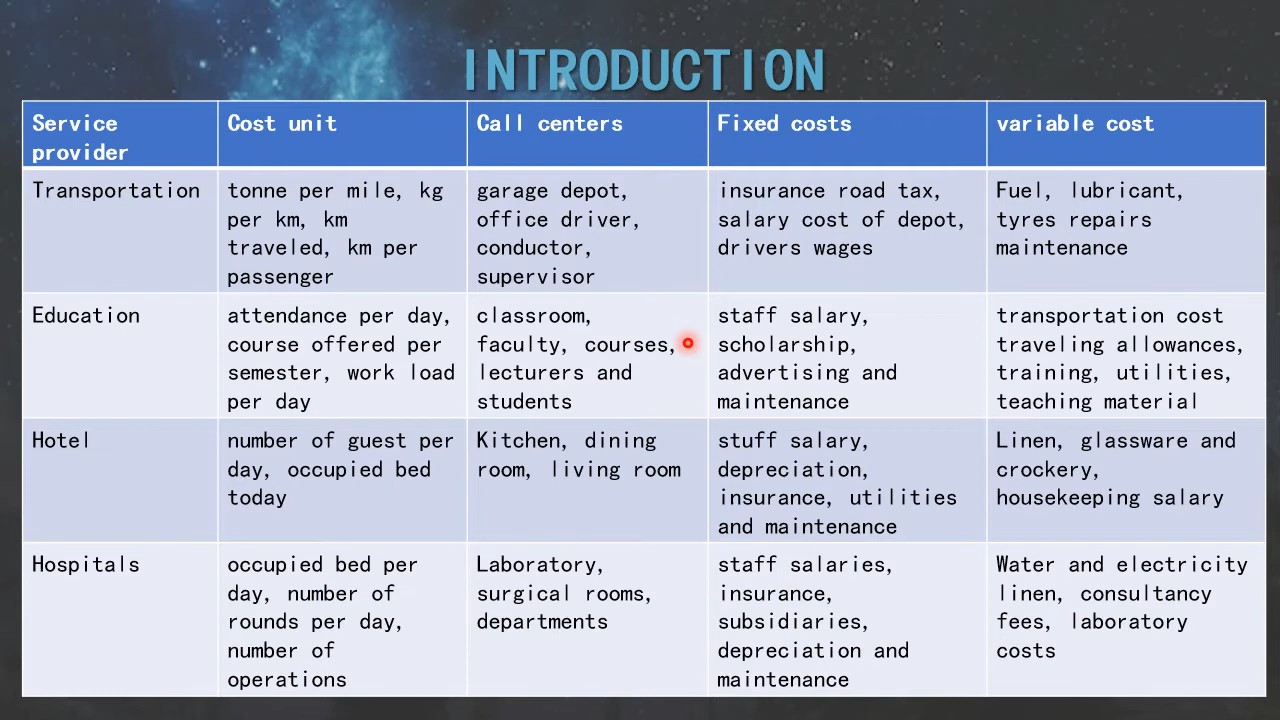 INTRODUCTION
Service provider
Cost unit
Call centers
Fixed costs
variable cost
Transportation
tonne per mile, kg
per km, km
traveled, km per
passenger
garage depot,
office driver,
conductor,
supervisor
insurance road tax,
salary cost of depot,
drivers wages
Fuel, lubricant,
tyres repairs
maintenance
Education
attendance per day,
course offered per
semester, work load
per day
classroom,
faculty, courses,
lecturers and
students
staff salary,
scholarship,
advertising and
maintenance
transportation cost
traveling allowances,
training, utilities,
teaching material
Hotel
number of guest per
day, occupied bed
today
Kitchen, dining
room, living room
stuff salary,
depreciation,
insurance, utilities
and maintenance
Linen, glassware and
crockery,
housekeeping salary
Hospitals
occupied bed per
day, number of
rounds per day,
number of
operations
Laboratory,
surgical rooms,
departments
staff salaries,
insurance,
subsidiaries,
depreciation and
maintenance
Water and electricity
linen, consultancy
fees, laboratory
costs